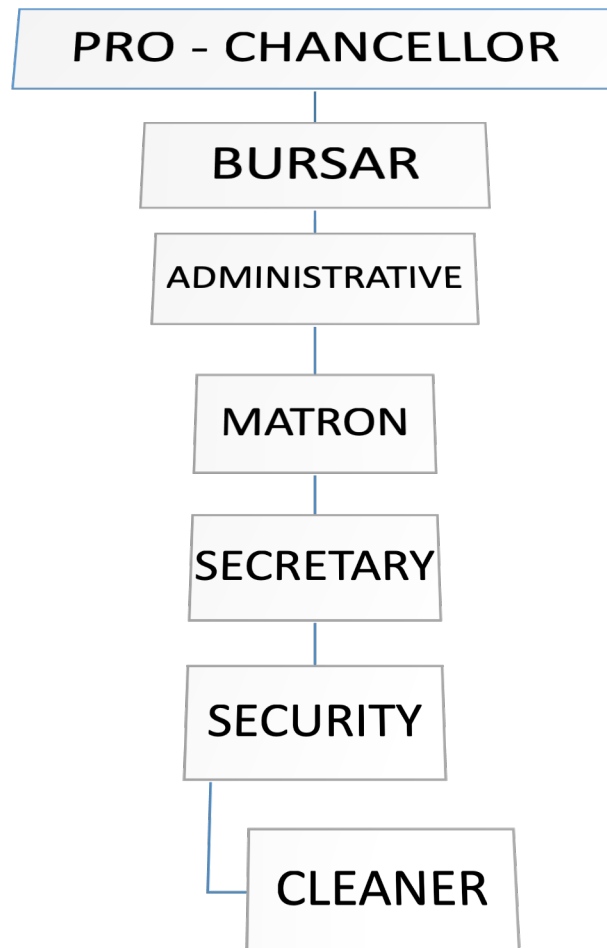 PRO - CHANCELLOR
BURSAR
ADMINISTRATIVE
MATRON
SECRETARY
SECURITY
CLEANER